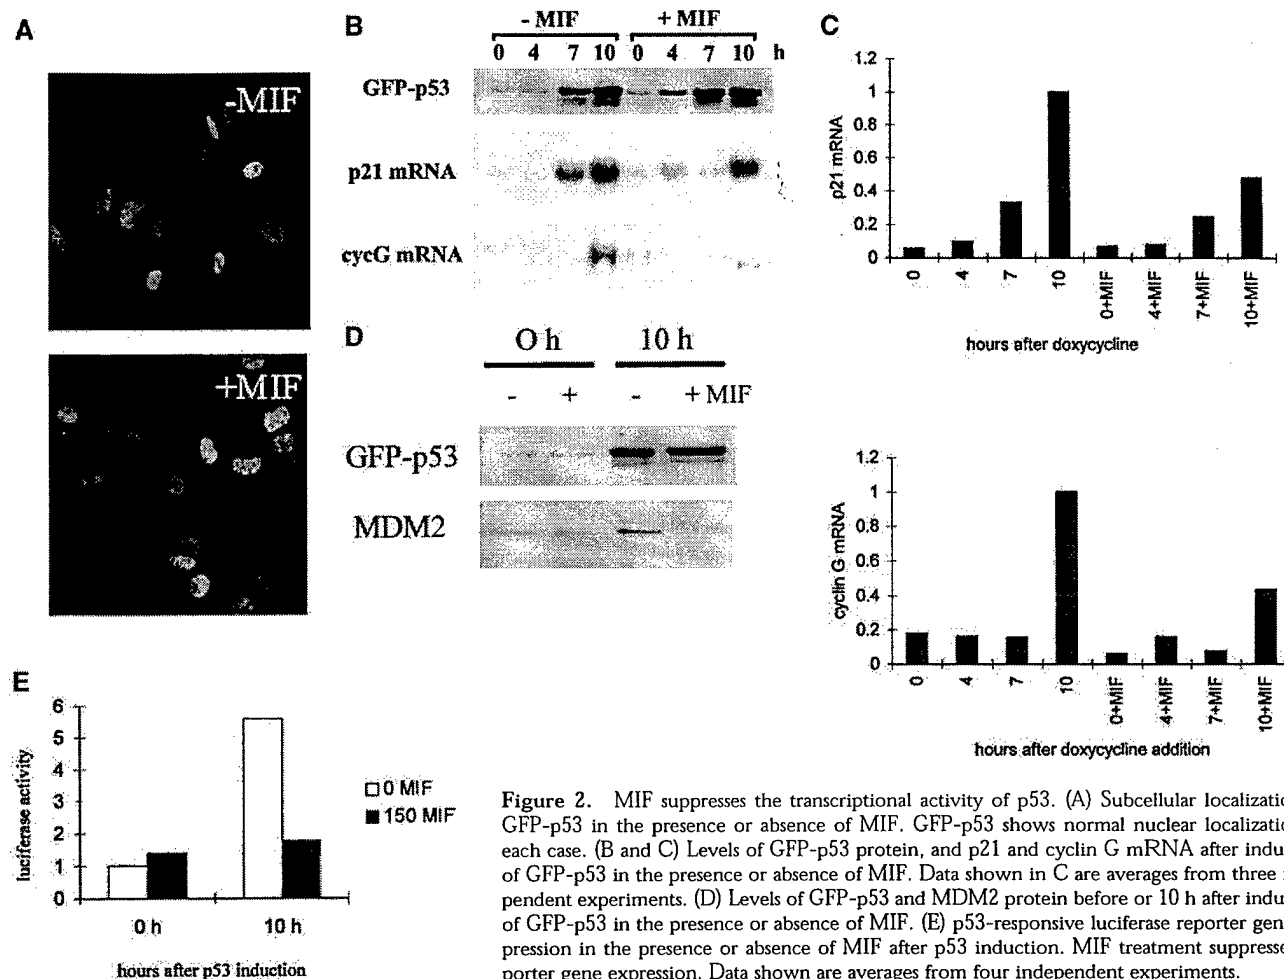 A
-MIF
+MIF
B
- MIF + MIF
0 4 7 10 0 4 7 10 h
GFP-p53
p21 mRNA
cycG mRNA
C
1.2
1
0.8
0.6
0.4
0.2
0
p21 mRNA
0 4 7 10 0+MIF 4+MIF 7+MIF 10+MIF
hours after doxycycline
1.2
1
0.8
0.6
0.4
0.2
0
cyclin G mRNA
0 4 7 10 0+MIF 4+MIF 7+MIF 10+MIF
hours after doxycycline addition
D
O h 10 h
- + - + MIF
GFP-p53
MDM2
E
6
5
4
3
2
1
0
luciferase activity
0 h 10 h
hours after p53 induction
0 MIF
150 MIF
Figure 2. MIF suppresses the transcriptional activity of p53. (A) Subcellular localizatio
GFP-p53 in the presence or absence of MIF. GFP-p53 shows normal nuclear localizatio
each case. (B and C) Levels of GFP-p53 protein, and p21 and cyclin G mRNA after indu
of GFP-p53 in the presence or absence of MIF. Data shown in C are averages from three
pendent experiments. (D) Levels of GFP-p53 and MDM2 protein before or 10 h after indu
of GFP-p53 in the presence or absence of MIF. (E) p53-responsive luciferase reporter gen
pression in the presence or absence of MIF after p53 induction. MIF treatment suppresse
porter gene expression. Data shown are averages from four independent experiments.